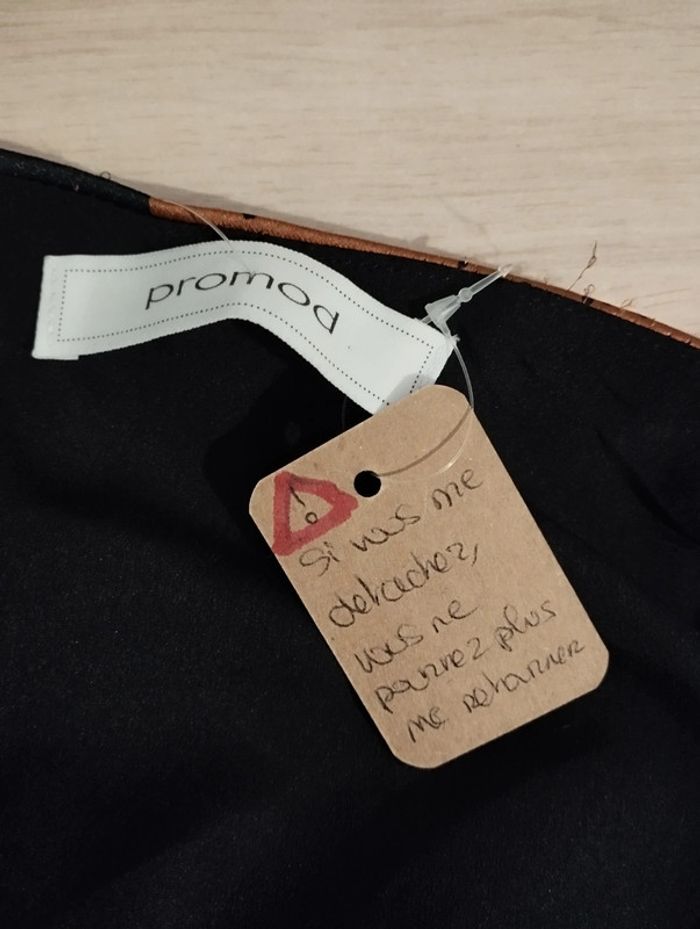 promod
!
Si vous me
détachez,
vous ne
pourrez plus
me retourner